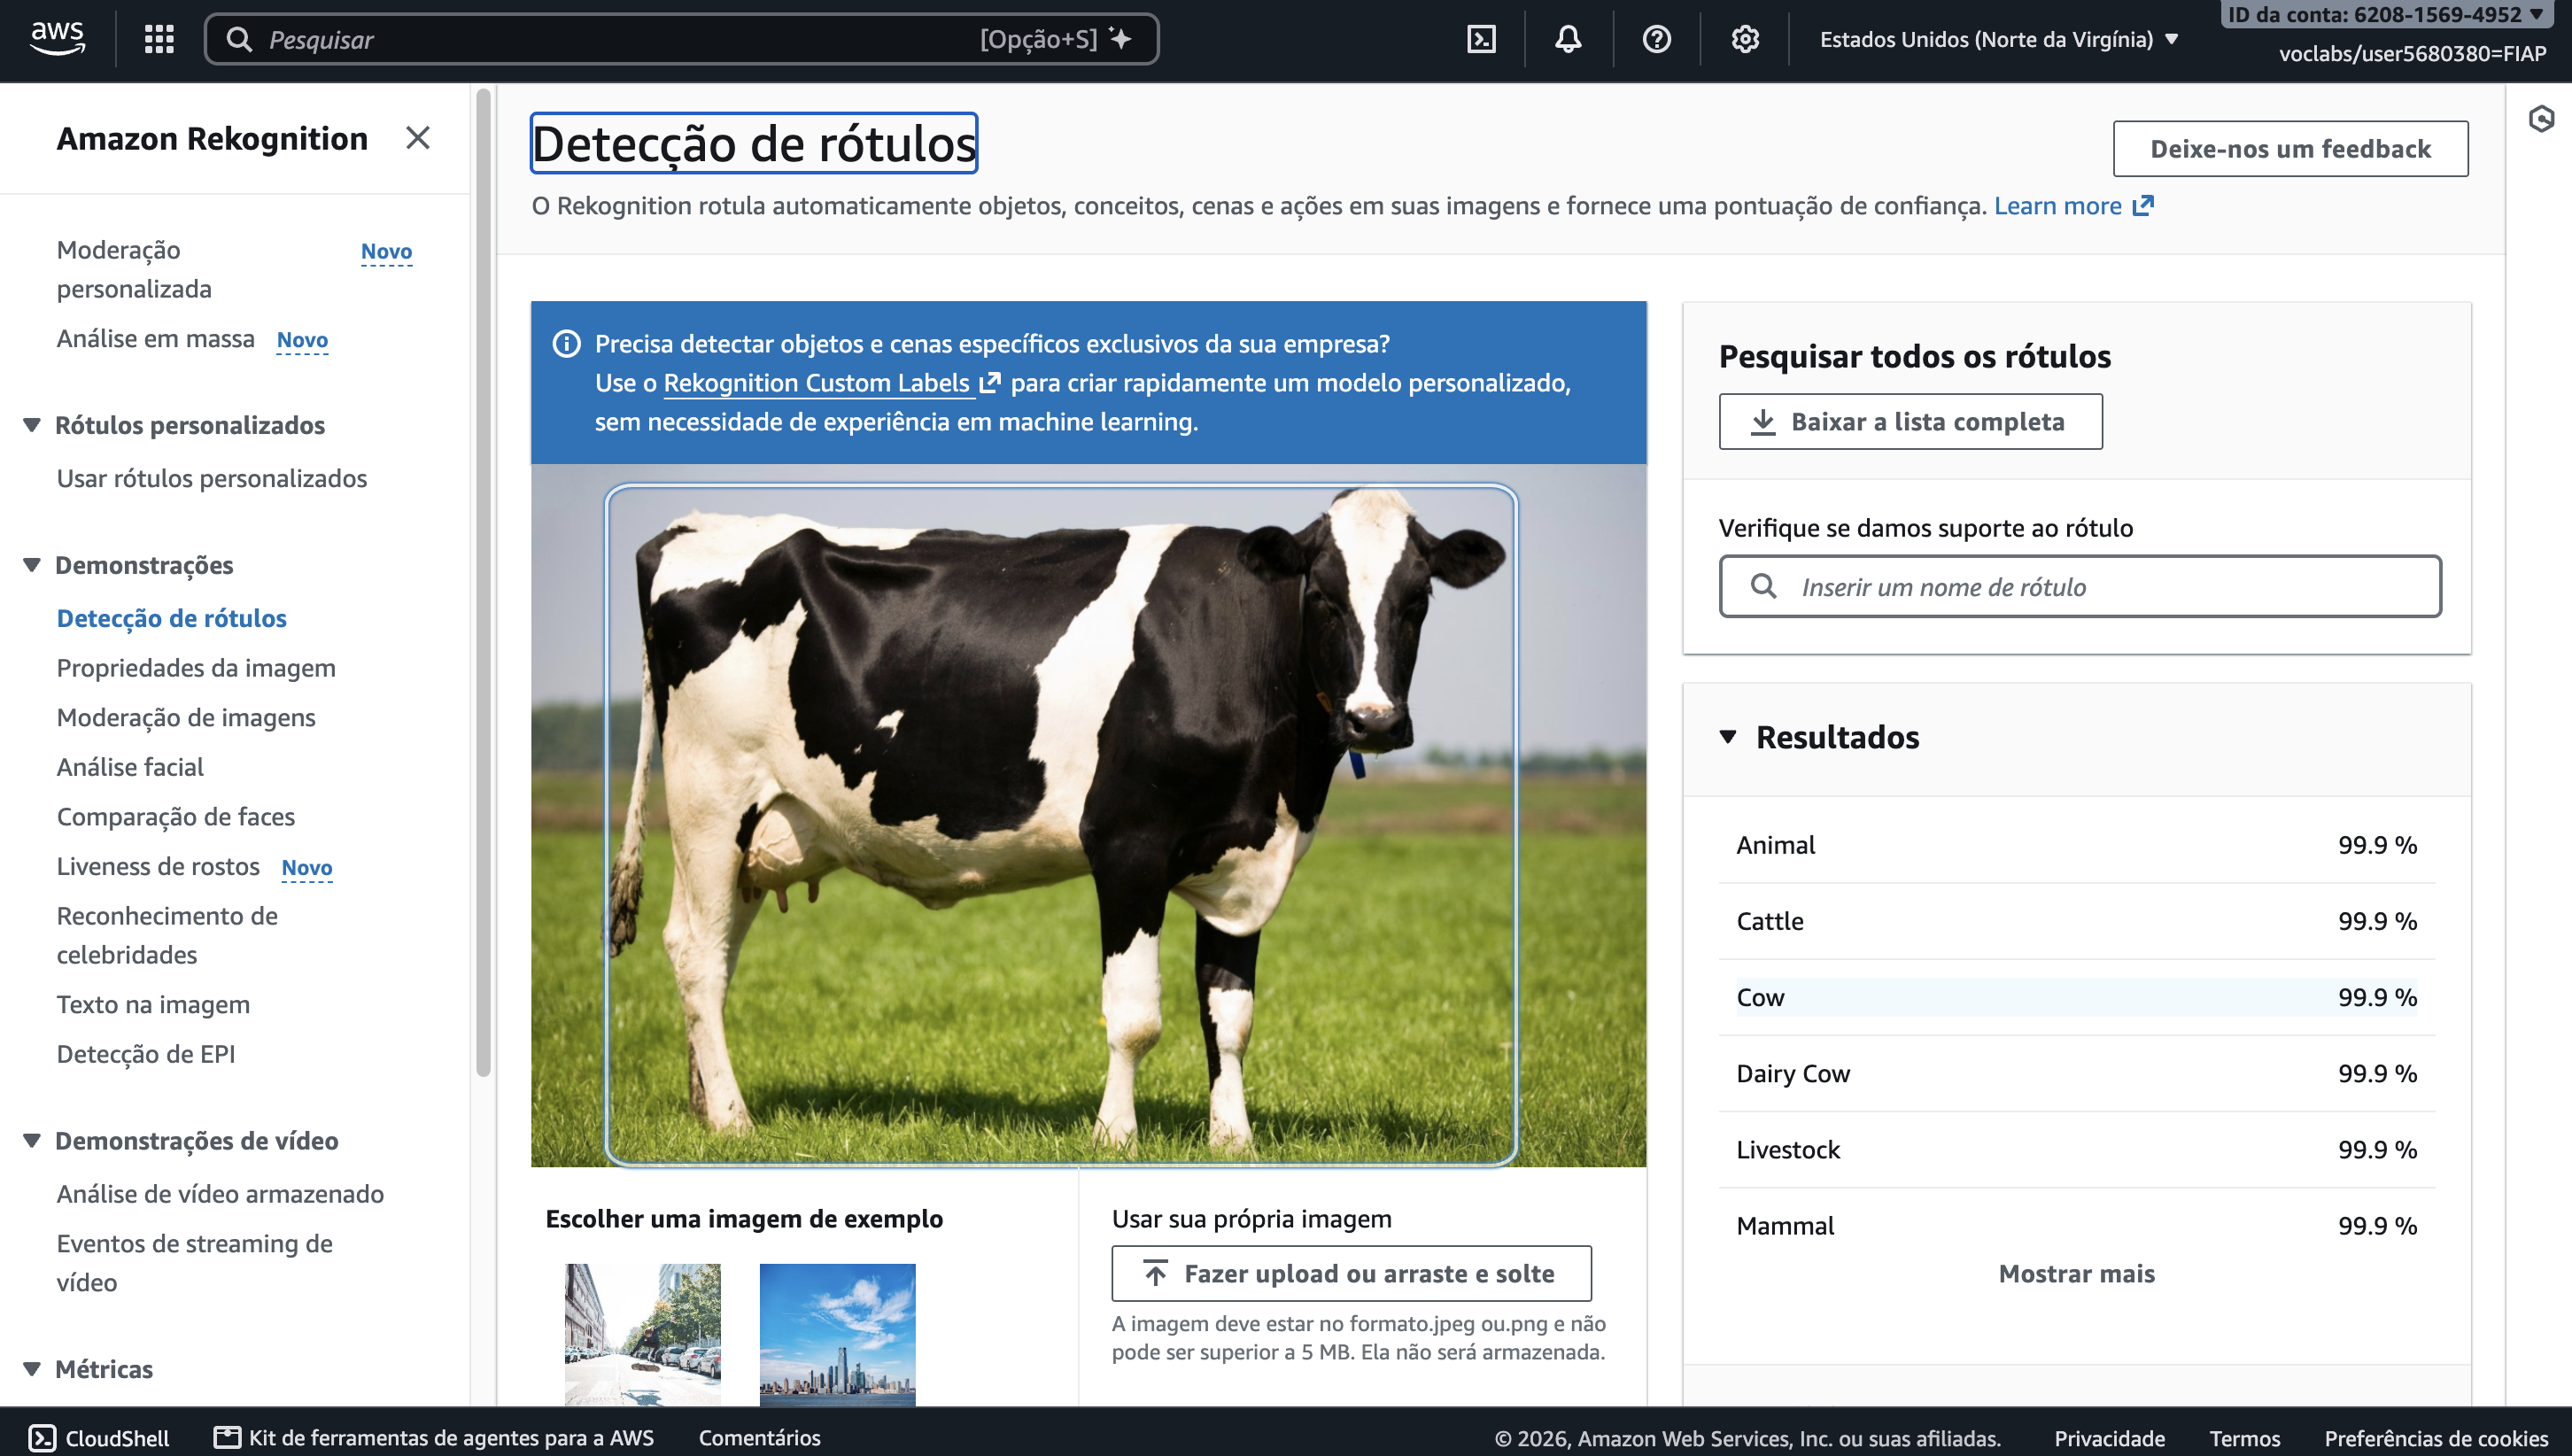 aws
Pesquisar
[Opção+S]
Estados Unidos (Norte da Virgínia)
ID da conta: 6208-1569-4952
voclabs/user5680380=FIAP
Amazon Rekognition
Moderação
personalizada
Novo
Análise em massa Novo
Rótulos personalizados
Usar rótulos personalizados
Demonstrações
Detecção de rótulos
Propriedades da imagem
Moderação de imagens
Análise facial
Comparação de faces
Liveness de rostos Novo
Reconhecimento de
celebridades
Texto na imagem
Detecção de EPI
Demonstrações de vídeo
Análise de vídeo armazenado
Eventos de streaming de
vídeo
Métricas
Detecção de rótulos
Deixe-nos um feedback
O Rekognition rotula automaticamente objetos, conceitos, cenas e ações em suas imagens e fornece uma pontuação de confiança. Learn more
Precisa detectar objetos e cenas específicos exclusivos da sua empresa?
Use o Rekognition Custom Labels para criar rapidamente um modelo personalizado,
sem necessidade de experiência em machine learning.
Escolher uma imagem de exemplo
Usar sua própria imagem
Fazer upload ou arraste e solte
A imagem deve estar no formato.jpeg ou.png e não
pode ser superior a 5 MB. Ela não será armazenada.
Pesquisar todos os rótulos
Baixar a lista completa
Verifique se damos suporte ao rótulo
Inserir um nome de rótulo
Resultados
Animal 99.9 %
Cattle 99.9 %
Cow 99.9 %
Dairy Cow 99.9 %
Livestock 99.9 %
Mammal 99.9 %
Mostrar mais
CloudShell
Kit de ferramentas de agentes para a AWS
Comentários
© 2026, Amazon Web Services, Inc. ou suas afiliadas.
Privacidade
Termos
Preferências de cookies